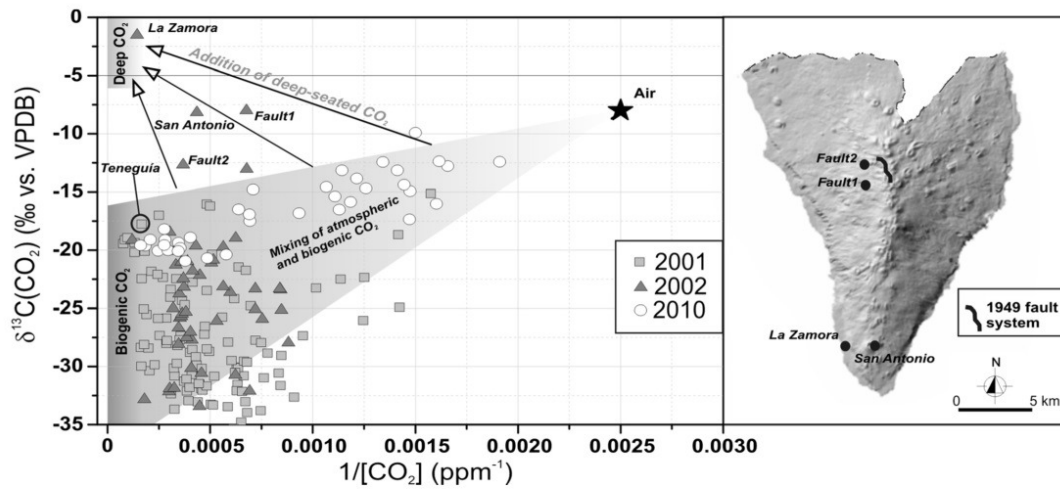 0
-5
-10
-15
-20
-25
-30
-35
δ¹³C(CO₂) (‰ vs. VPDB)
0
0.0005
0.0010
0.0015
0.0020
0.0025
0.0030
1/[CO₂] (ppm⁻¹)
Deep CO₂
La Zamora
Addition of deep-seated CO₂
San Antonio
Fault1
Fault2
Teneguía
Air
Mixing of atmospheric
and biogenic CO₂
Biogenic CO₂
2001
2002
2010
Fault2
Fault1
La Zamora
San Antonio
1949 fault
system
N
0 5 km